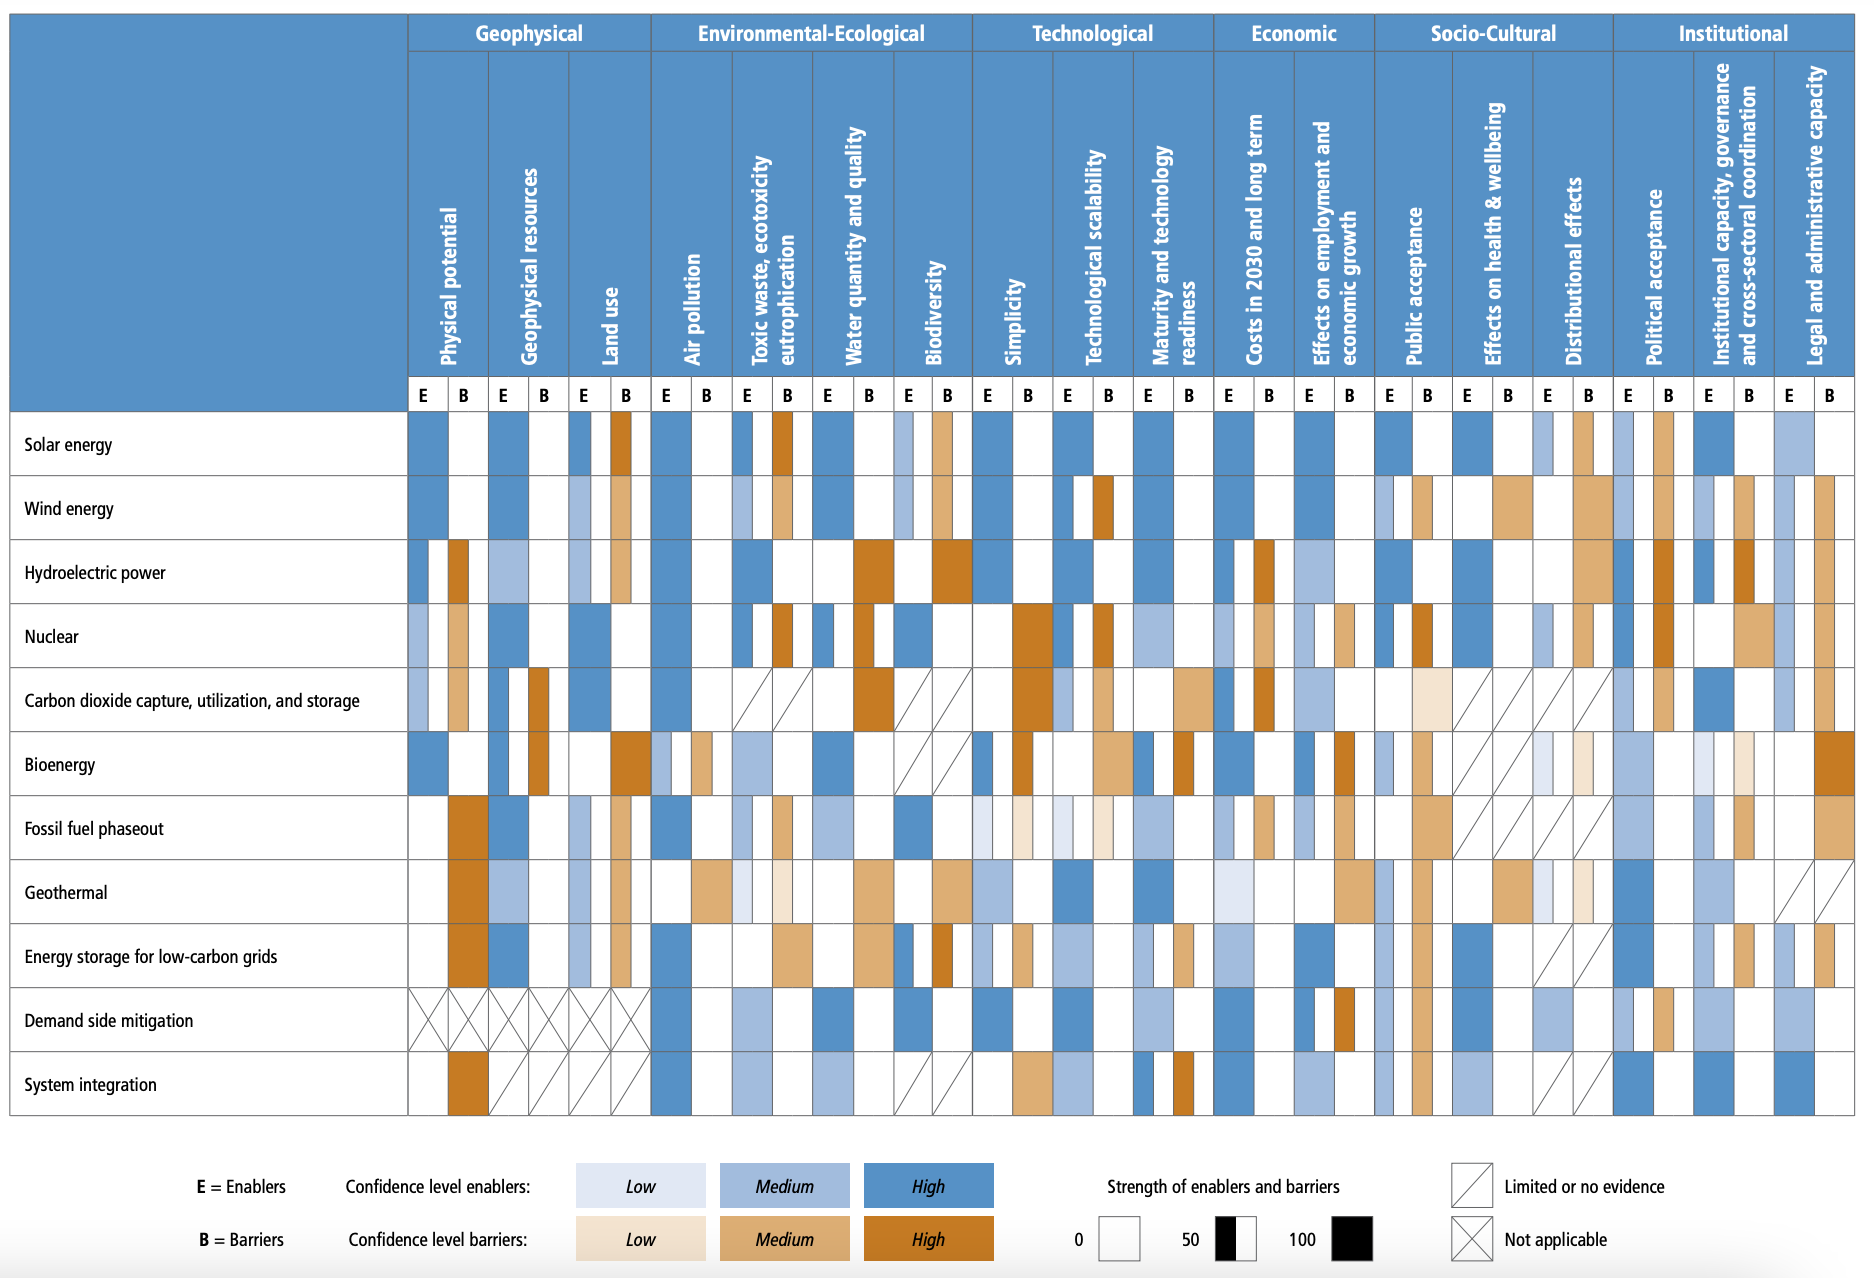 Geophysical Environmental-Ecological Technological Economic Socio-Cultural Institutional
Physical potential
Geophysical resources
Land use
Air pollution
Toxic waste, ecotoxicity
eutrophication
Water quantity and quality
Biodiversity
Simplicity
Technological scalability
Maturity and technology
readiness
Costs in 2030 and long term
Effects on employment and
economic growth
Public acceptance
Effects on health & wellbeing
Distributional effects
Political acceptance
Institutional capacity, governance
and cross-sectoral coordination
Legal and administrative capacity
E B E B E B E B E B E B E B E B E B E B E B E B E B E B E B E B E B E B
Solar energy
Wind energy
Hydroelectric power
Nuclear
Carbon dioxide capture, utilization, and storage
Bioenergy
Fossil fuel phaseout
Geothermal
Energy storage for low-carbon grids
Demand side mitigation
System integration
E = Enablers Confidence level enablers: Low Medium High Strength of enablers and barriers Limited or no evidence
B = Barriers Confidence level barriers: Low Medium High 0 50 100 Not applicable